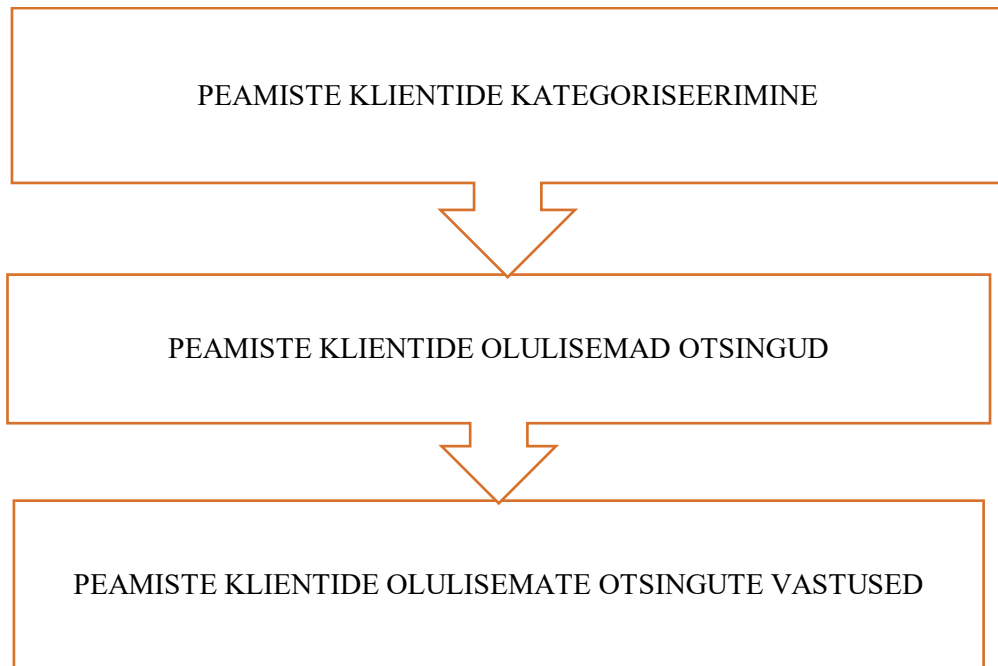 PEAMISTE KLIENTIDE KATEGORISEERIMINE
PEAMISTE KLIENTIDE OLULISEMAD OTSINGUD
PEAMISTE KLIENTIDE OLULISEMATE OTSINGUTE VASTUSED